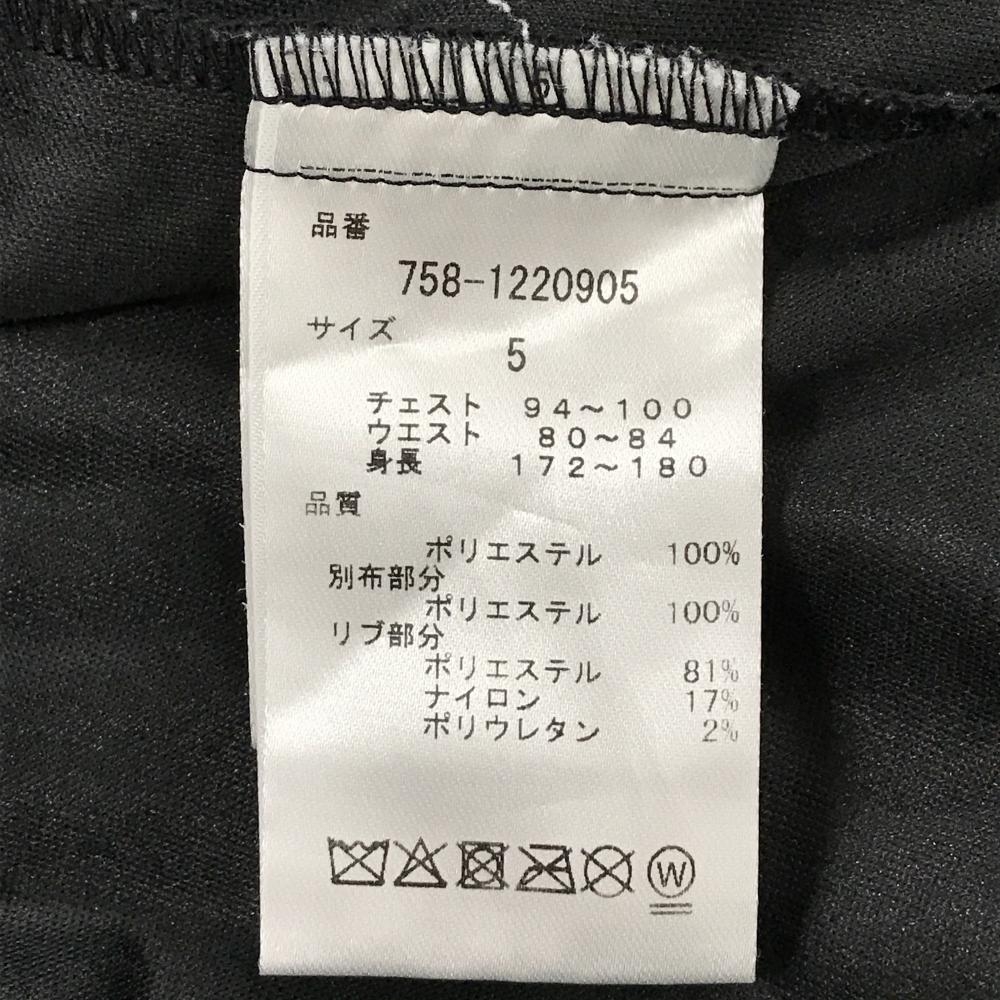 5
品番
758-1220905
サイズ
5
チェスト 94~100
ウエスト 80~84
身長 172~180
品質
ポリエステル 100%
別布部分
ポリエステル 100%
リブ部分
ポリエステル 81%
ナイロン 17%
ポリウレタン 2%
W